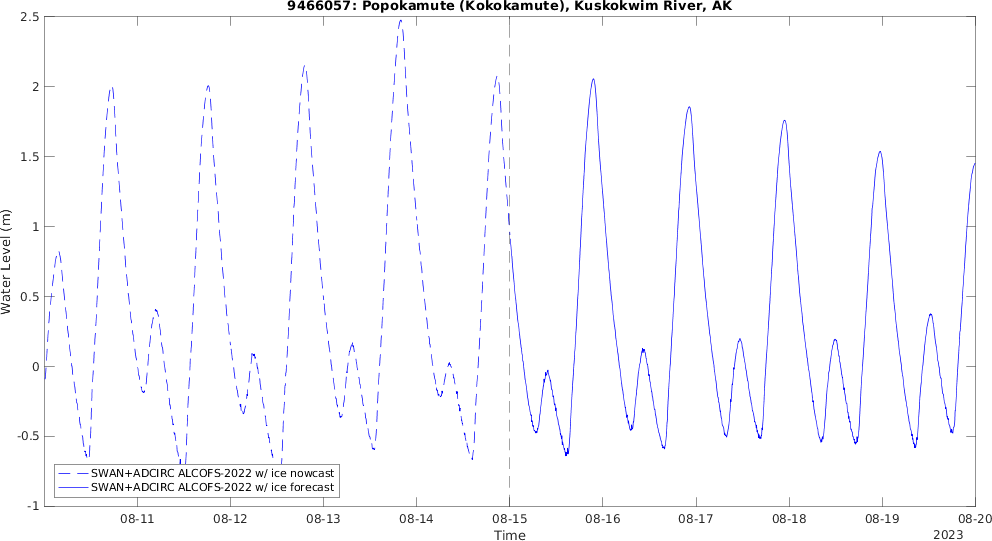 9466057: Popokamute (Kokokamute), Kuskokwim River, AK
2.5
2
1.5
1
0.5
0
-0.5
-1
Water Level (m)
SWAN+ADCIRC ALCOFS-2022 w/ ice nowcast
SWAN+ADCIRC ALCOFS-2022 w/ ice forecast
08-11 08-12 08-13 08-14 08-15 08-16 08-17 08-18 08-19 08-20
Time
2023